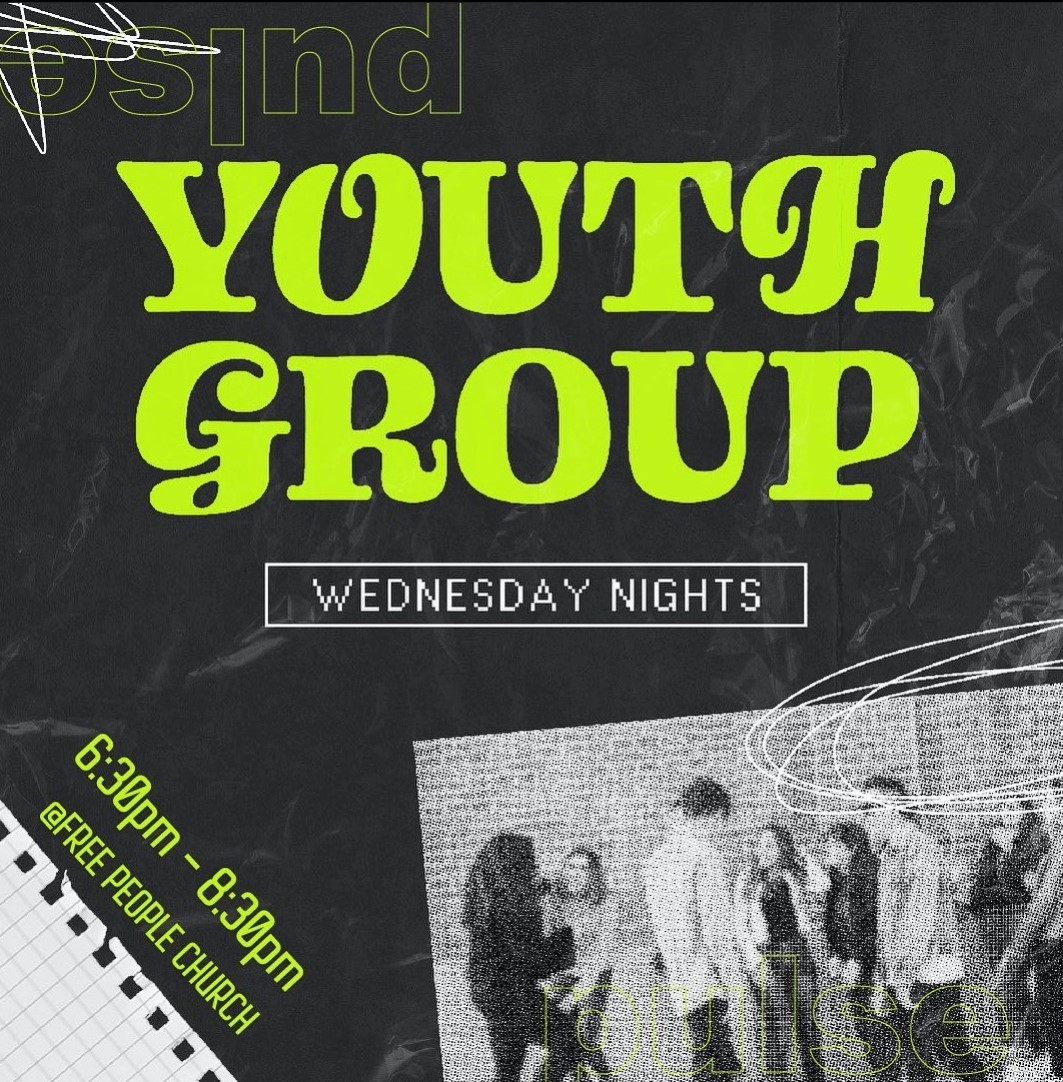 pulse
YOUTH
GROUP
WEDNESDAY NIGHTS
6:30pm - 8:30pm
@FREE PEOPLE CHURCH
pulse